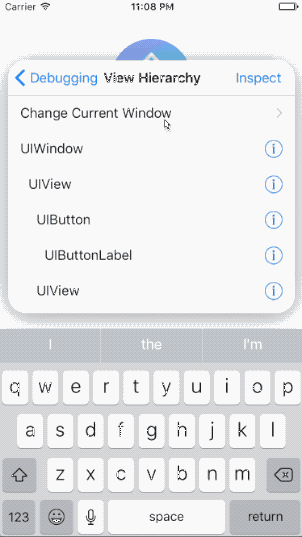 Carrier 11:08 PM
Debugging View Hierarchy Inspect
Change Current Window
UIWindow
UIView
UIButton
UIButtonLabel
UIView
I the I'm
q w e r t y u i o p
a s d f g h j k l
z x c v b n m
123 space return